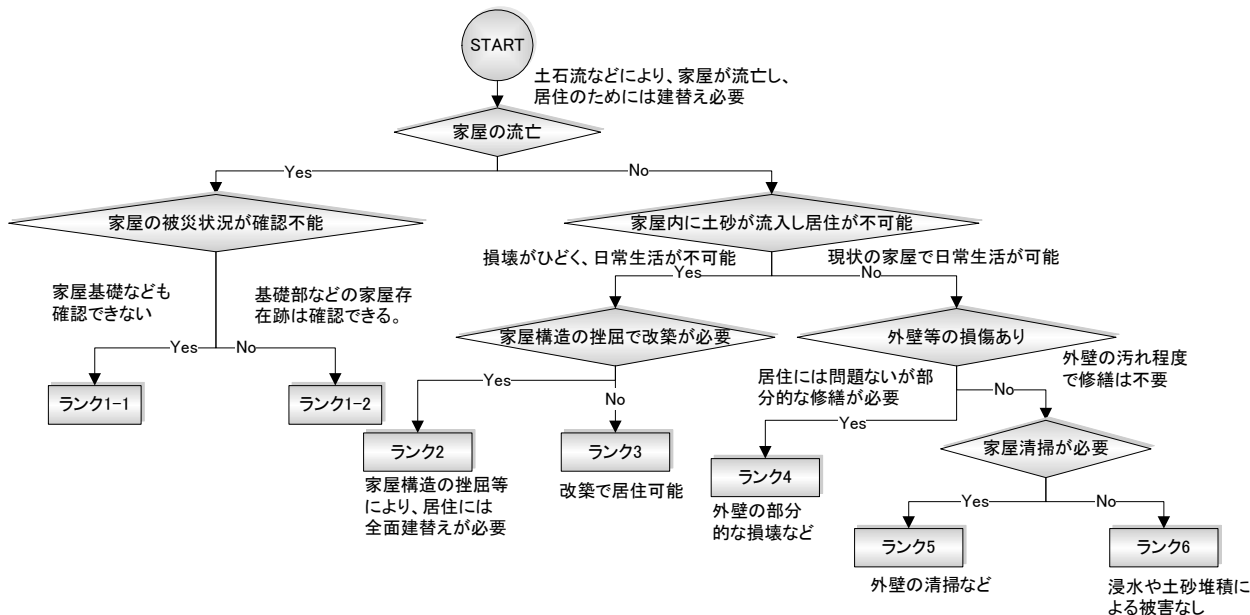 START
土石流などにより、家屋が流亡し、
居住のためには建替え必要
家屋の流亡
Yes
No
家屋の被災状況が確認不能
家屋内に土砂が流入し居住が不可能
損壊がひどく、日常生活が不可能
現状の家屋で日常生活が可能
Yes
No
家屋基礎なども
確認できない
基礎部などの家屋存
在跡は確認できる。
家屋構造の挫屈で改築が必要
外壁等の損傷あり
Yes
No
外壁の汚れ程度
で修繕は不要
居住には問題ないが部
分的な修繕が必要
Yes
No
No
Yes
ランク1-1
ランク1-2
家屋清掃が必要
ランク2
ランク3
ランク4
家屋構造の挫屈等
により、居住には
全面建替えが必要
改築で居住可能
外壁の部分
的な損壊など
Yes
No
ランク5
ランク6
外壁の清掃など
浸水や土砂堆積に
よる被害なし